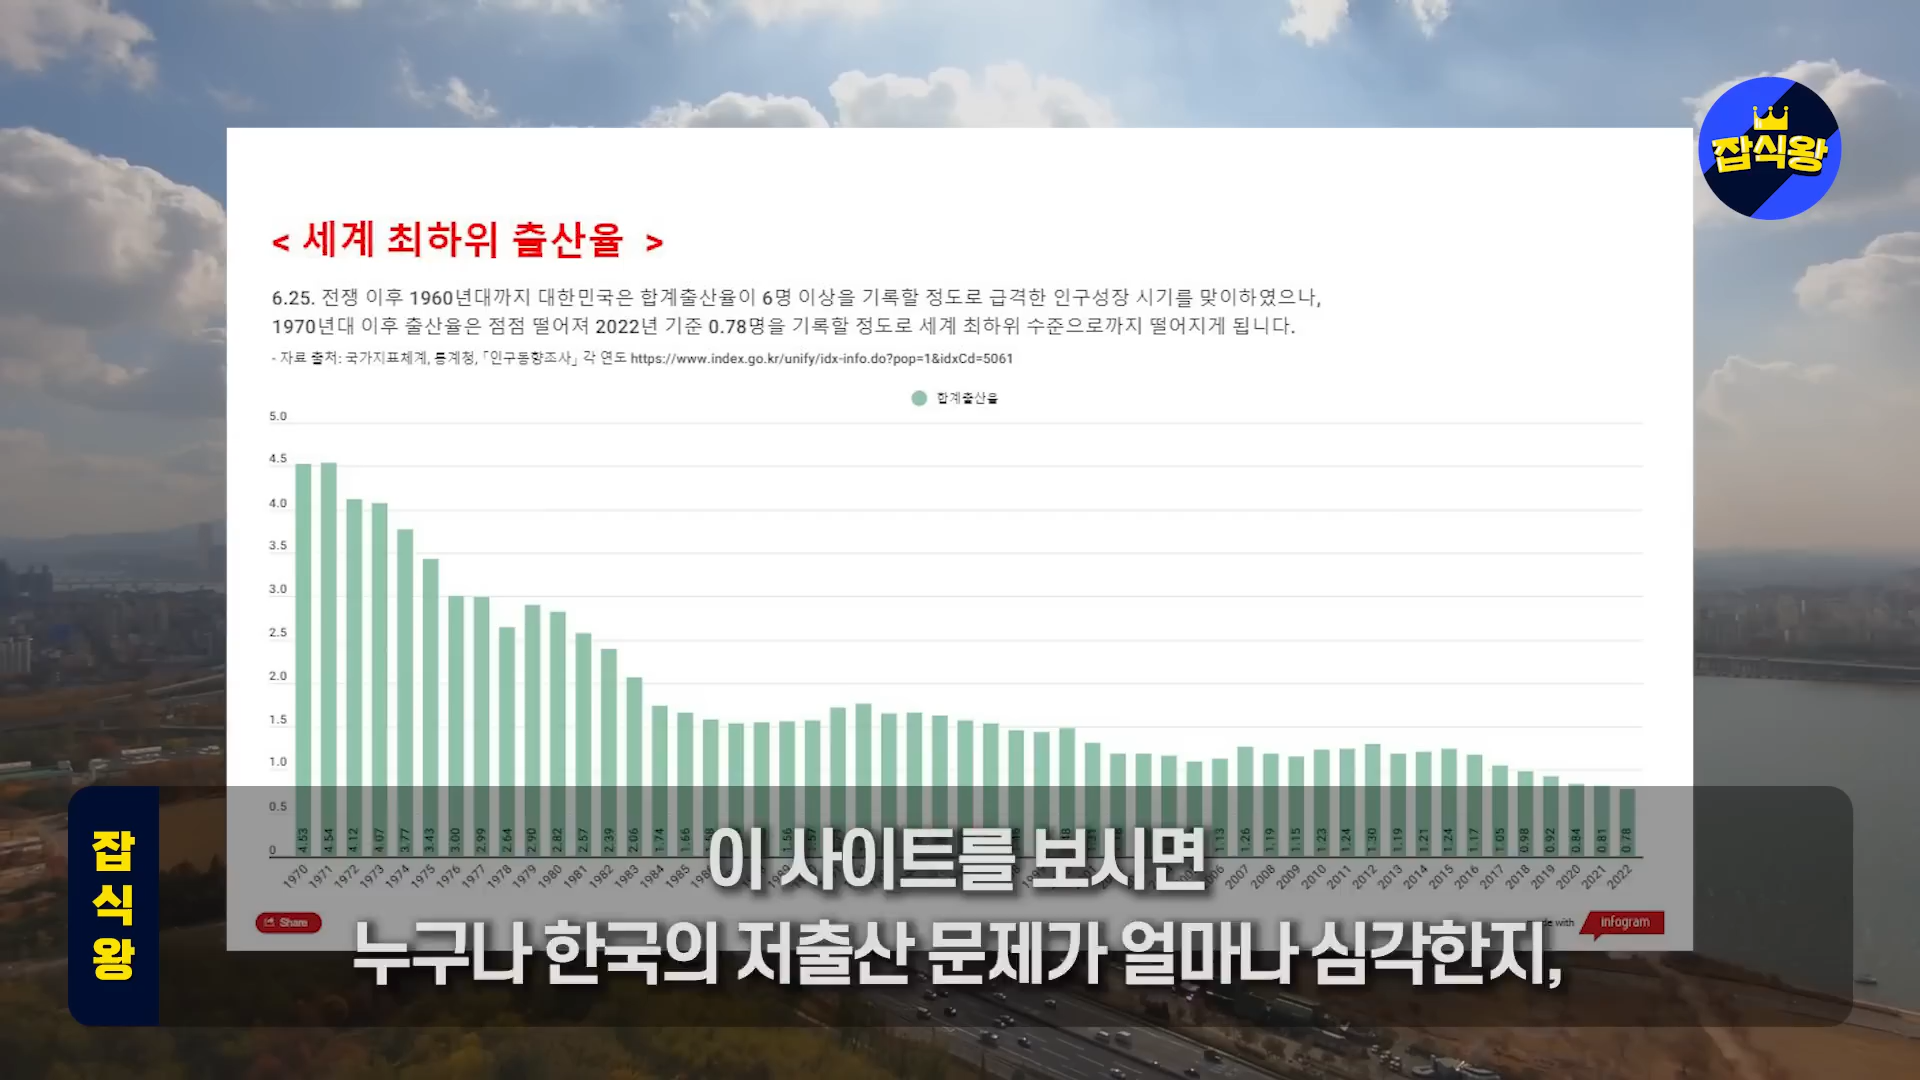 잡식왕
< 세계 최하위 출산율 >
6.25. 전쟁 이후 1960년대까지 대한민국은 합계출산율이 6명 이상을 기록할 정도로 급격한 인구성장 시기를 맞이하였으나,
1970년대 이후 출산율은 점점 떨어져 2022년 기준 0.78명을 기록할 정도로 세계 최하위 수준으로까지 떨어지게 됩니다.
- 자료 출처: 국가지표체계, 통계청, 「인구동향조사」 각 연도 https://www.index.go.kr/unify/idx-info.do?pop=1&idxCd=5061
합계출산율
5.0
4.5
4.0
3.5
3.0
2.5
2.0
1.5
1.0
0.5
0
4.53 4.54 4.12 4.07 3.77 3.43 3.00 2.99 2.64 2.90 2.82 2.57 2.39 2.06 1.74 1.66 1.13 1.26 1.19 1.15 1.23 1.24 1.30 1.19 1.21 1.24 1.17 1.05 0.98 0.92 0.84 0.81 0.78
1970 1971 1972 1973 1974 1975 1976 1977 1978 1979 1980 1981 1982 1983 1984 1985 2007 2008 2009 2010 2011 2012 2013 2014 2015 2016 2017 2018 2019 2020 2021 2022
Share
with
infogram
잡식왕
이 사이트를 보시면
누구나 한국의 저출산 문제가 얼마나 심각한지,